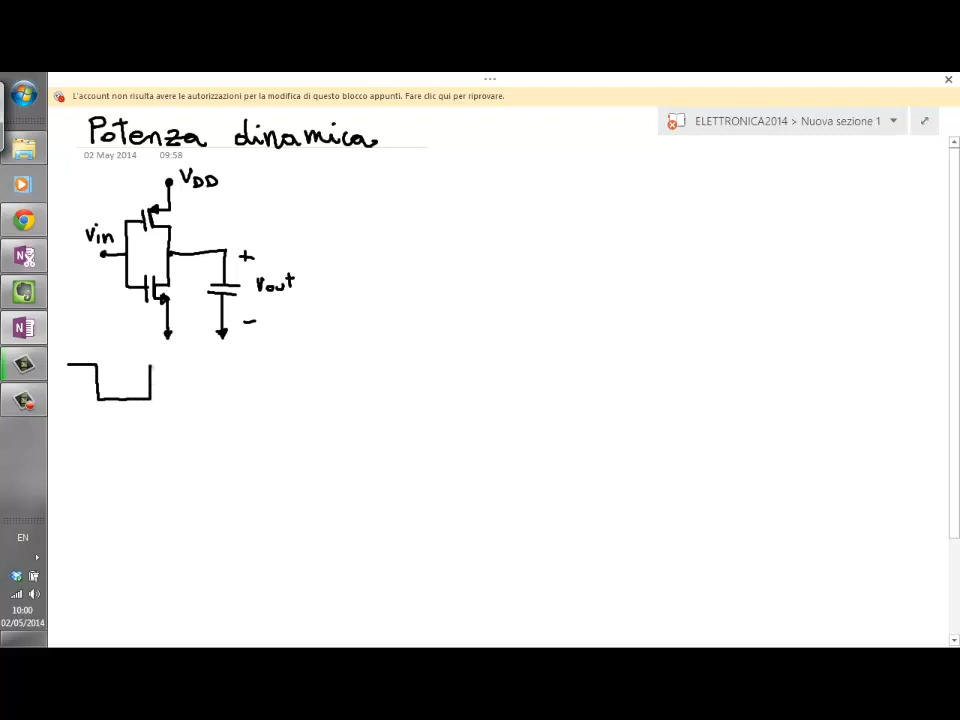 L'account non risulta avere le autorizzazioni per la modifica di questo blocco appunti. Fare clic qui per riprovare.
ELETTRONICA2014 > Nuova sezione 1
Potenza dinamica
02 May 2014 09:58
VDD
Vin
+
Vout
-
EN
10:00
02/05/2014